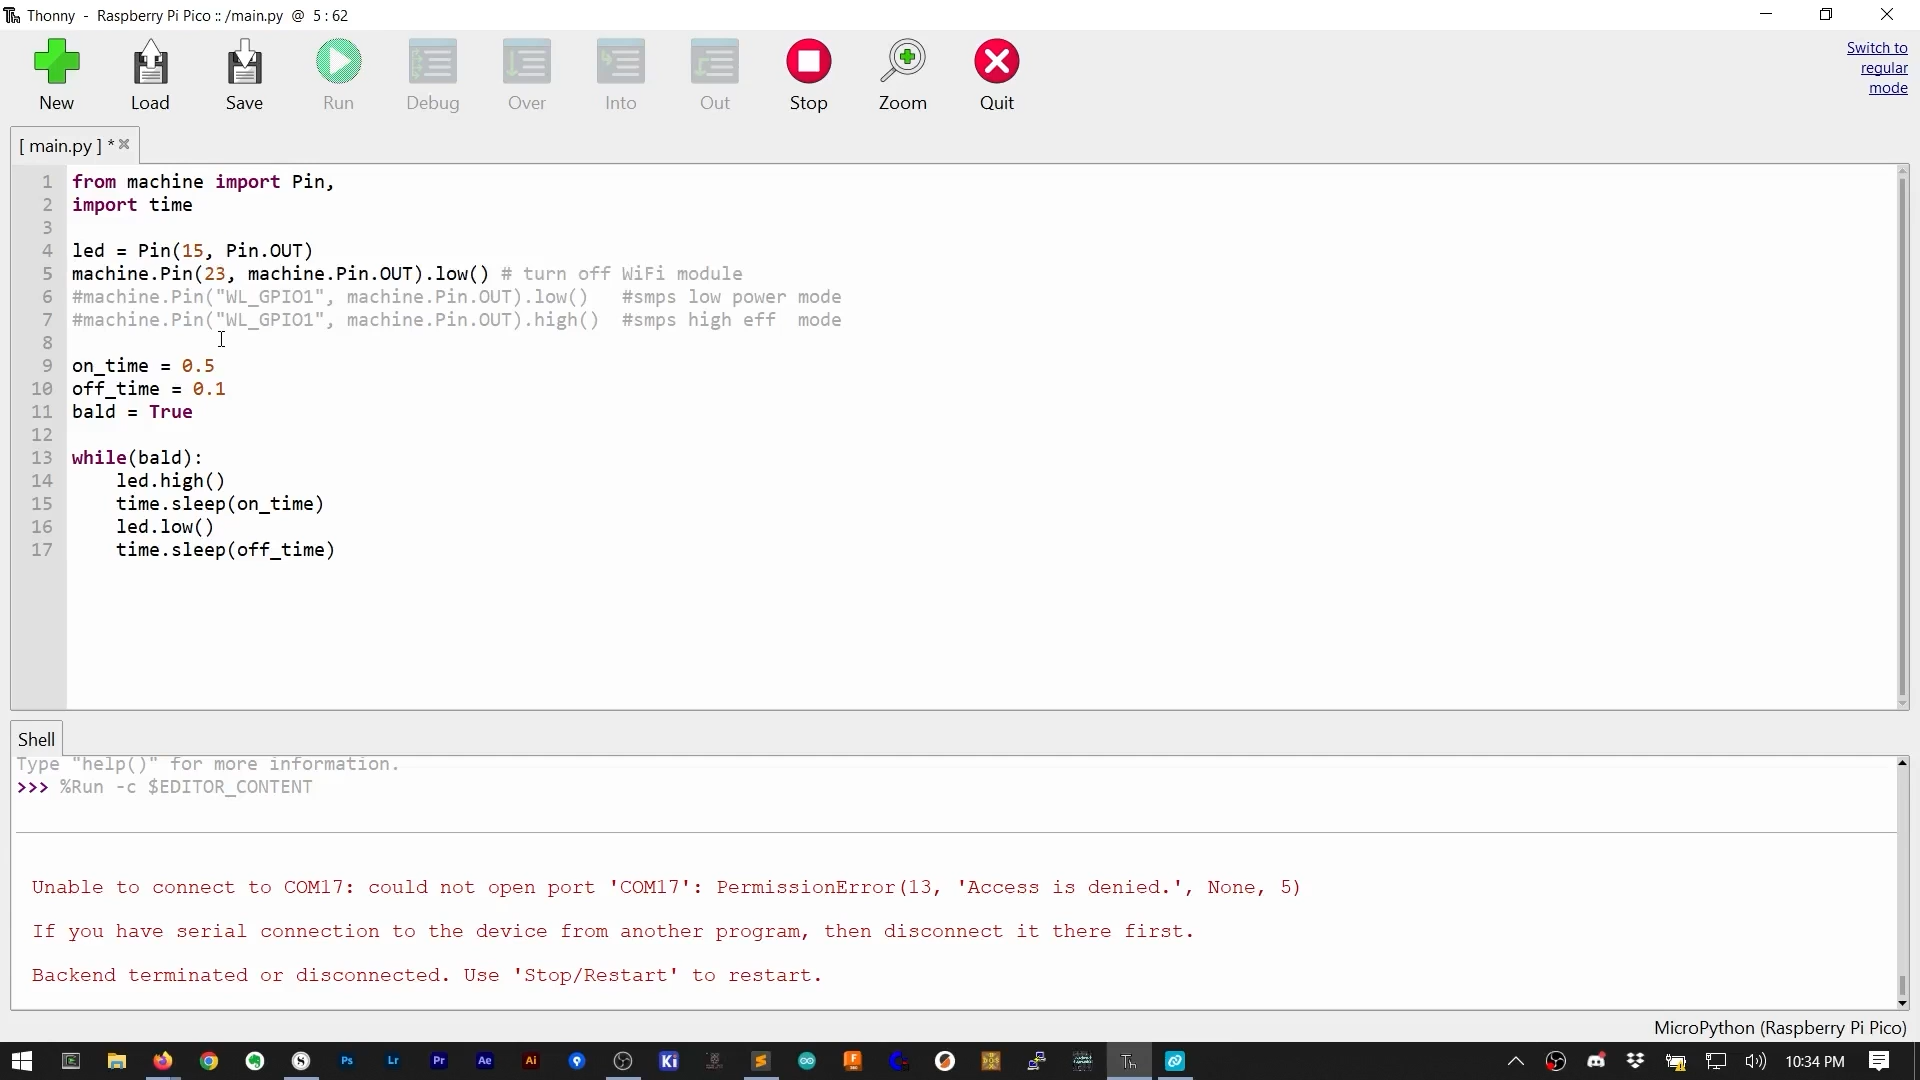 Thonny - Raspberry Pi Pico :: /main.py @ 5 : 62
Switch to
regular
mode
New Load Save Run Debug Over Into Out Stop Zoom Quit
[ main.py ] *
1 from machine import Pin,
2 import time
3
4 led = Pin(15, Pin.OUT)
5 machine.Pin(23, machine.Pin.OUT).low() # turn off WiFi module
6 #machine.Pin("WL_GPIO1", machine.Pin.OUT).low()   #smps low power mode
7 #machine.Pin("WL_GPIO1", machine.Pin.OUT).high()  #smps high eff  mode
8
9 on_time = 0.5
10 off_time = 0.1
11 bald = True
12
13 while(bald):
14     led.high()
15     time.sleep(on_time)
16     led.low()
17     time.sleep(off_time)
Shell
Type "help()" for more information.
>>> %Run -c $EDITOR_CONTENT
Unable to connect to COM17: could not open port 'COM17': PermissionError(13, 'Access is denied.', None, 5)
If you have serial connection to the device from another program, then disconnect it there first.
Backend terminated or disconnected. Use 'Stop/Restart' to restart.
MicroPython (Raspberry Pi Pico)
Ps Lr Pr Ae Ai Ki F Th 10:34 PM